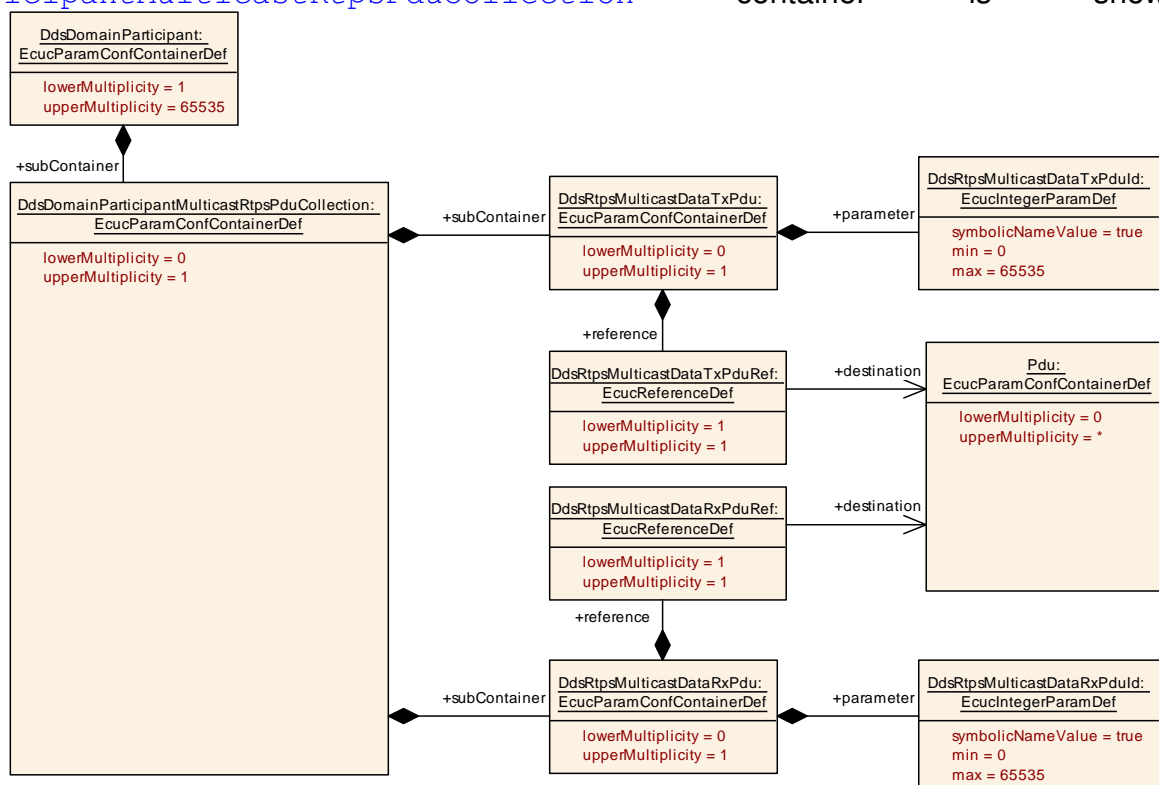 container is
DdsDomainParticipant:
EcucParamConfContainerDef
lowerMultiplicity = 1
upperMultiplicity = 65535
+subContainer
DdsDomainParticipantMulticastRtpsPduCollection:
EcucParamConfContainerDef
lowerMultiplicity = 0
upperMultiplicity = 1
+subContainer
DdsRtpsMulticastDataTxPdu:
EcucParamConfContainerDef
lowerMultiplicity = 0
upperMultiplicity = 1
+parameter
DdsRtpsMulticastDataTxPduId:
EcucIntegerParamDef
symbolicNameValue = true
min = 0
max = 65535
+reference
DdsRtpsMulticastDataTxPduRef:
EcucReferenceDef
lowerMultiplicity = 1
upperMultiplicity = 1
+destination
Pdu:
EcucParamConfContainerDef
lowerMultiplicity = 0
upperMultiplicity = *
DdsRtpsMulticastDataRxPduRef:
EcucReferenceDef
lowerMultiplicity = 1
upperMultiplicity = 1
+destination
+reference
+subContainer
DdsRtpsMulticastDataRxPdu:
EcucParamConfContainerDef
lowerMultiplicity = 0
upperMultiplicity = 1
+parameter
DdsRtpsMulticastDataRxPduId:
EcucIntegerParamDef
symbolicNameValue = true
min = 0
max = 65535